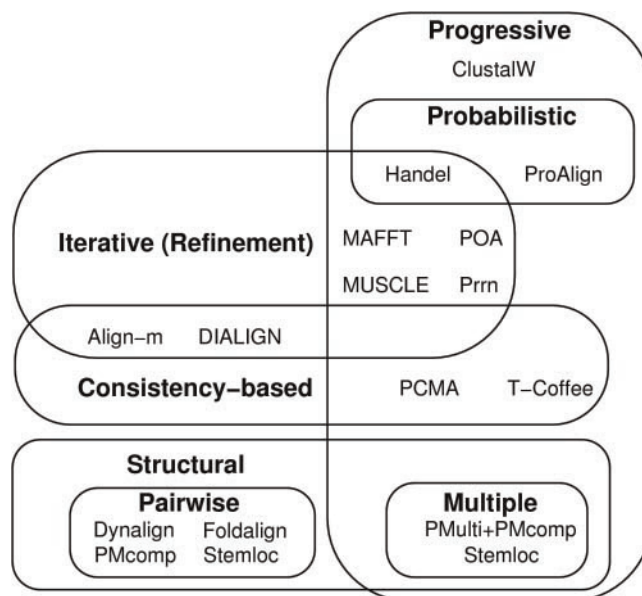 Progressive
ClustalW
Probabilistic
Handel ProAlign
Iterative (Refinement)
MAFFT POA
MUSCLE Prrn
Align-m DIALIGN
Consistency-based
PCMA T-Coffee
Structural
Pairwise
Dynalign Foldalign
PMcomp Stemloc
Multiple
PMulti+PMcomp
Stemloc